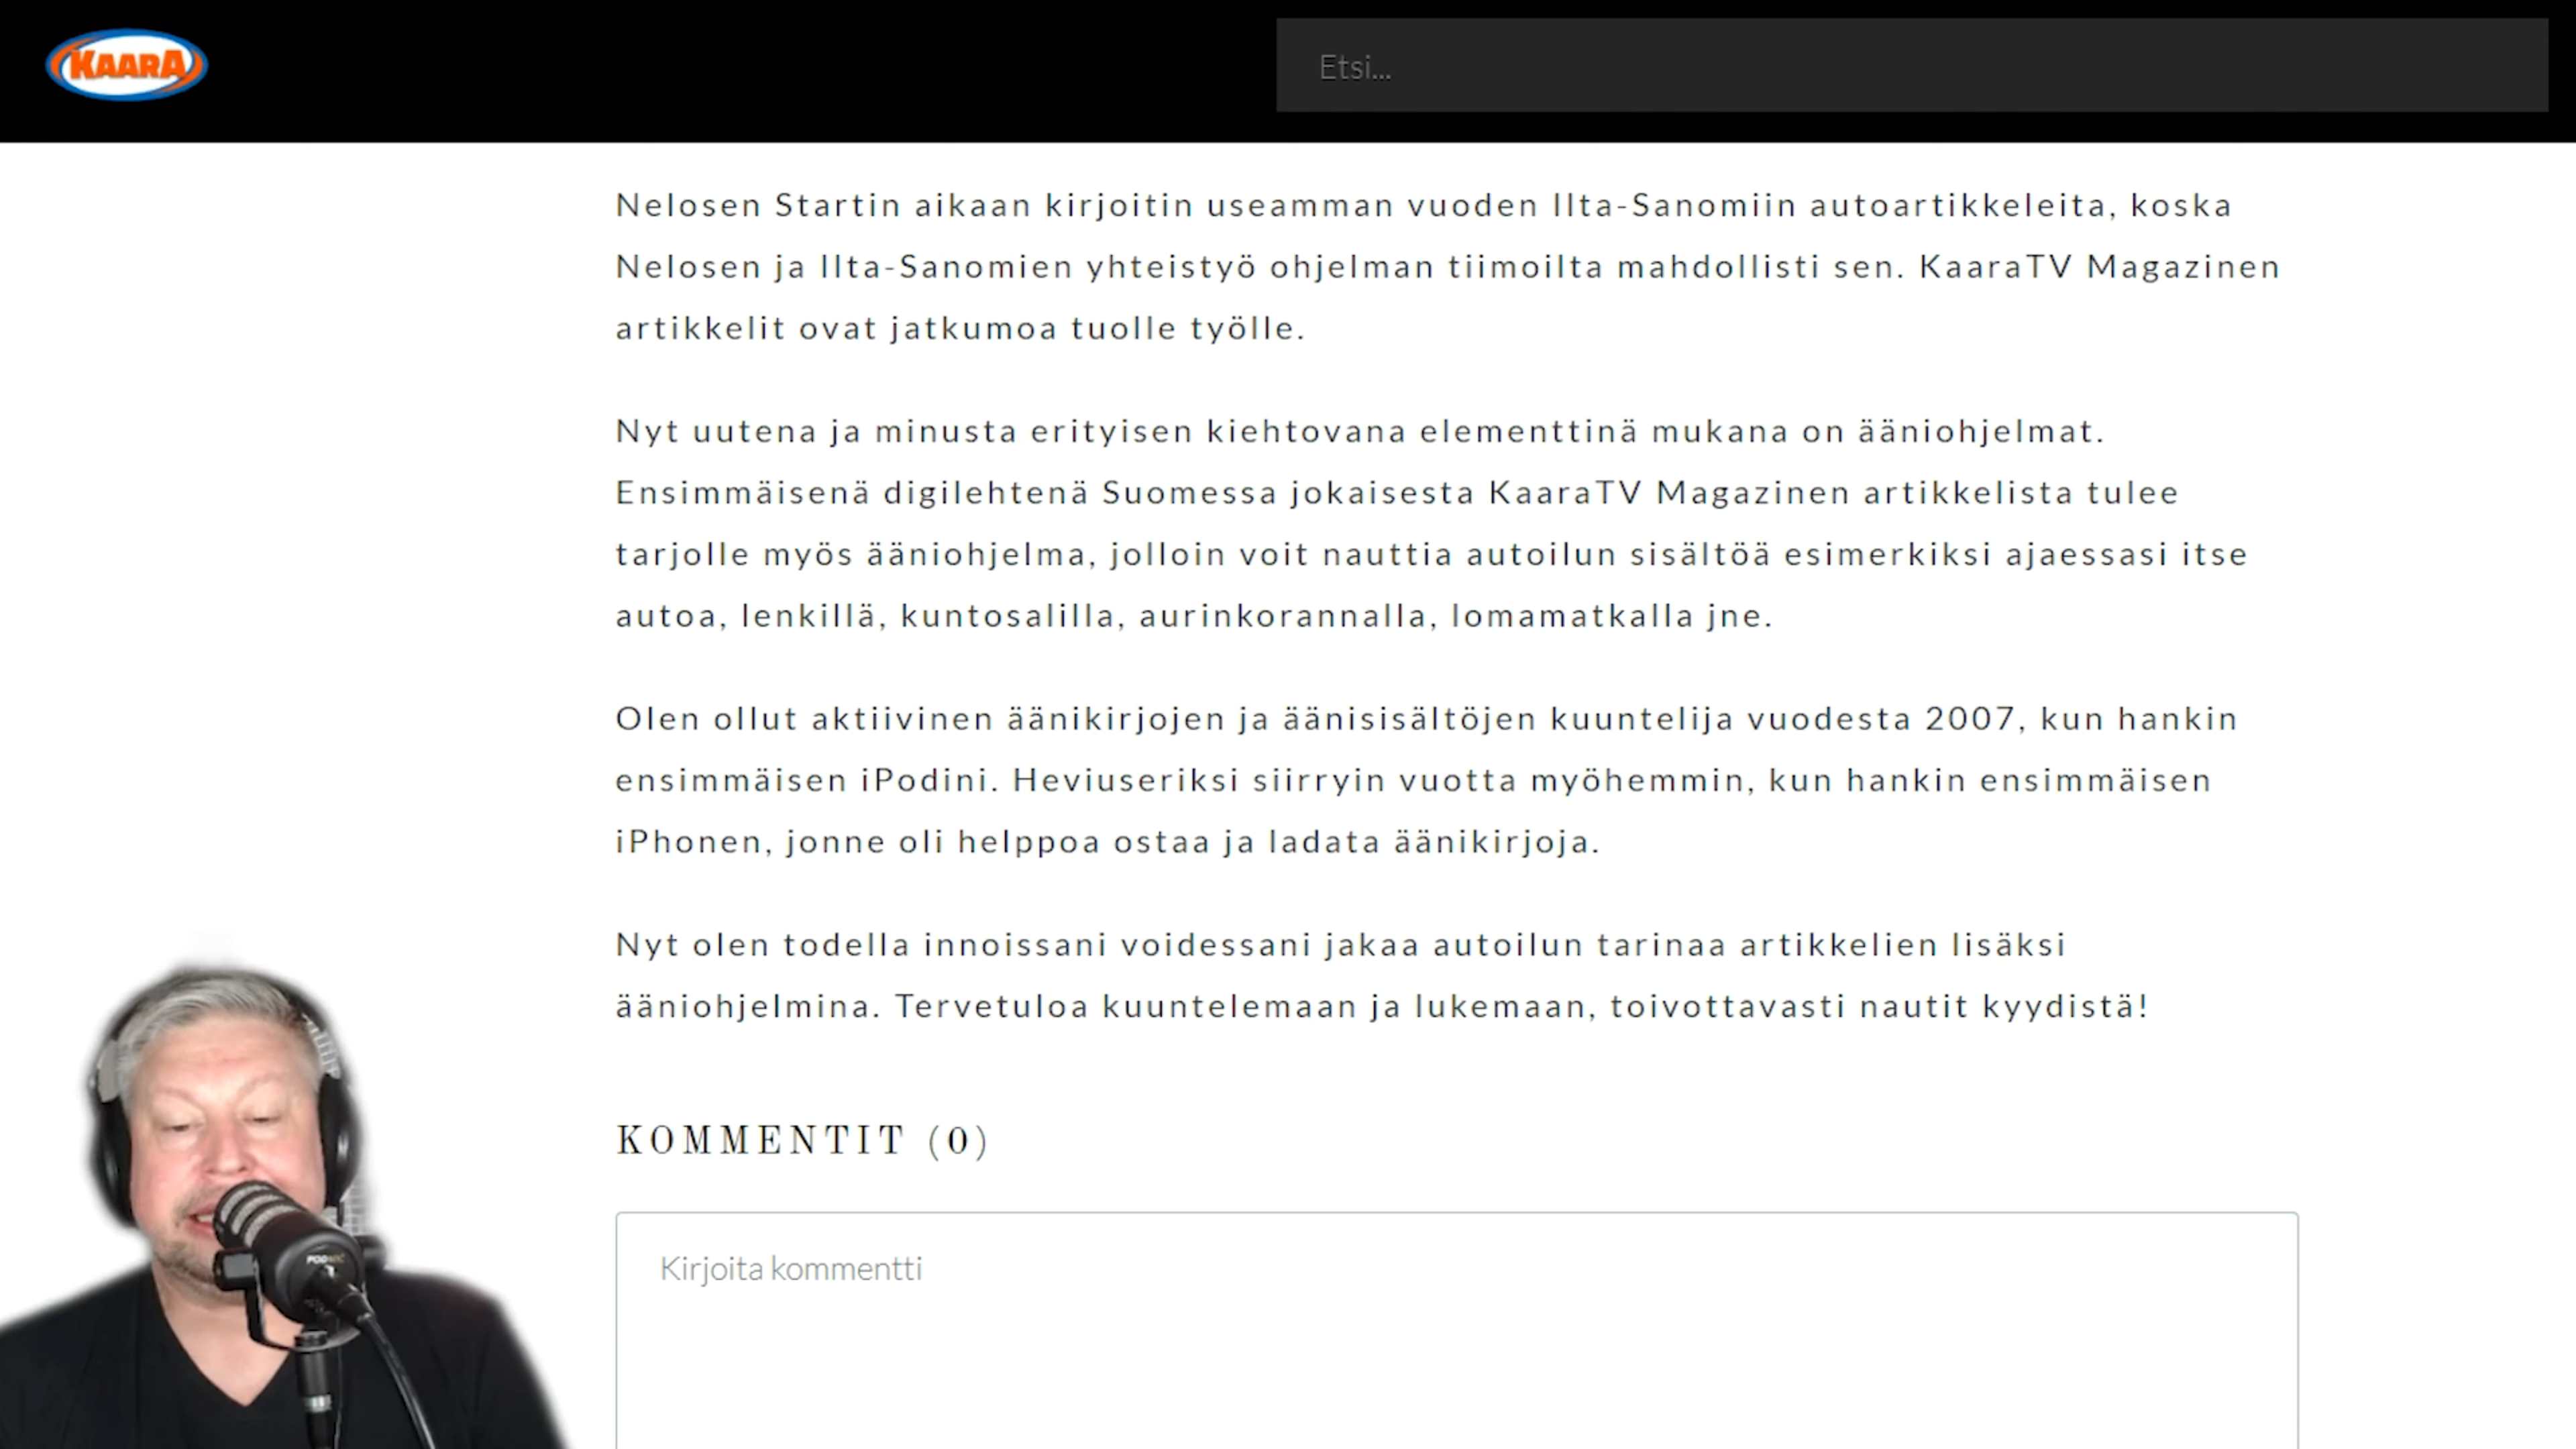 KAARA
Etsi...
Nelosen Startin aikaan kirjoitin useamman vuoden Ilta-Sanomiin autoartikkeleita, koska
Nelosen ja Ilta-Sanomien yhteistyö ohjelman tiimoilta mahdollisti sen. KaaraTV Magazinen
artikkelit ovat jatkumoa tuolle työlle.
Nyt uutena ja minusta erityisen kiehtovana elementtinä mukana on ääniohjelmat.
Ensimmäisenä digilehtenä Suomessa jokaisesta KaaraTV Magazinen artikkelista tulee
tarjolle myös ääniohjelma, jolloin voit nauttia autoilun sisältöä esimerkiksi ajaessasi itse
autoa, lenkillä, kuntosalilla, aurinkorannalla, lomamatkalla jne.
Olen ollut aktiivinen äänikirjojen ja äänisisältöjen kuuntelija vuodesta 2007, kun hankin
ensimmäisen iPodini. Heviuseriksi siirryin vuotta myöhemmin, kun hankin ensimmäisen
iPhonen, jonne oli helppoa ostaa ja ladata äänikirjoja.
Nyt olen todella innoissani voidessani jakaa autoilun tarinaa artikkelien lisäksi
ääniohjelmina. Tervetuloa kuuntelemaan ja lukemaan, toivottavasti nautit kyydistä!
KOMMENTIT (0)
Kirjoita kommentti